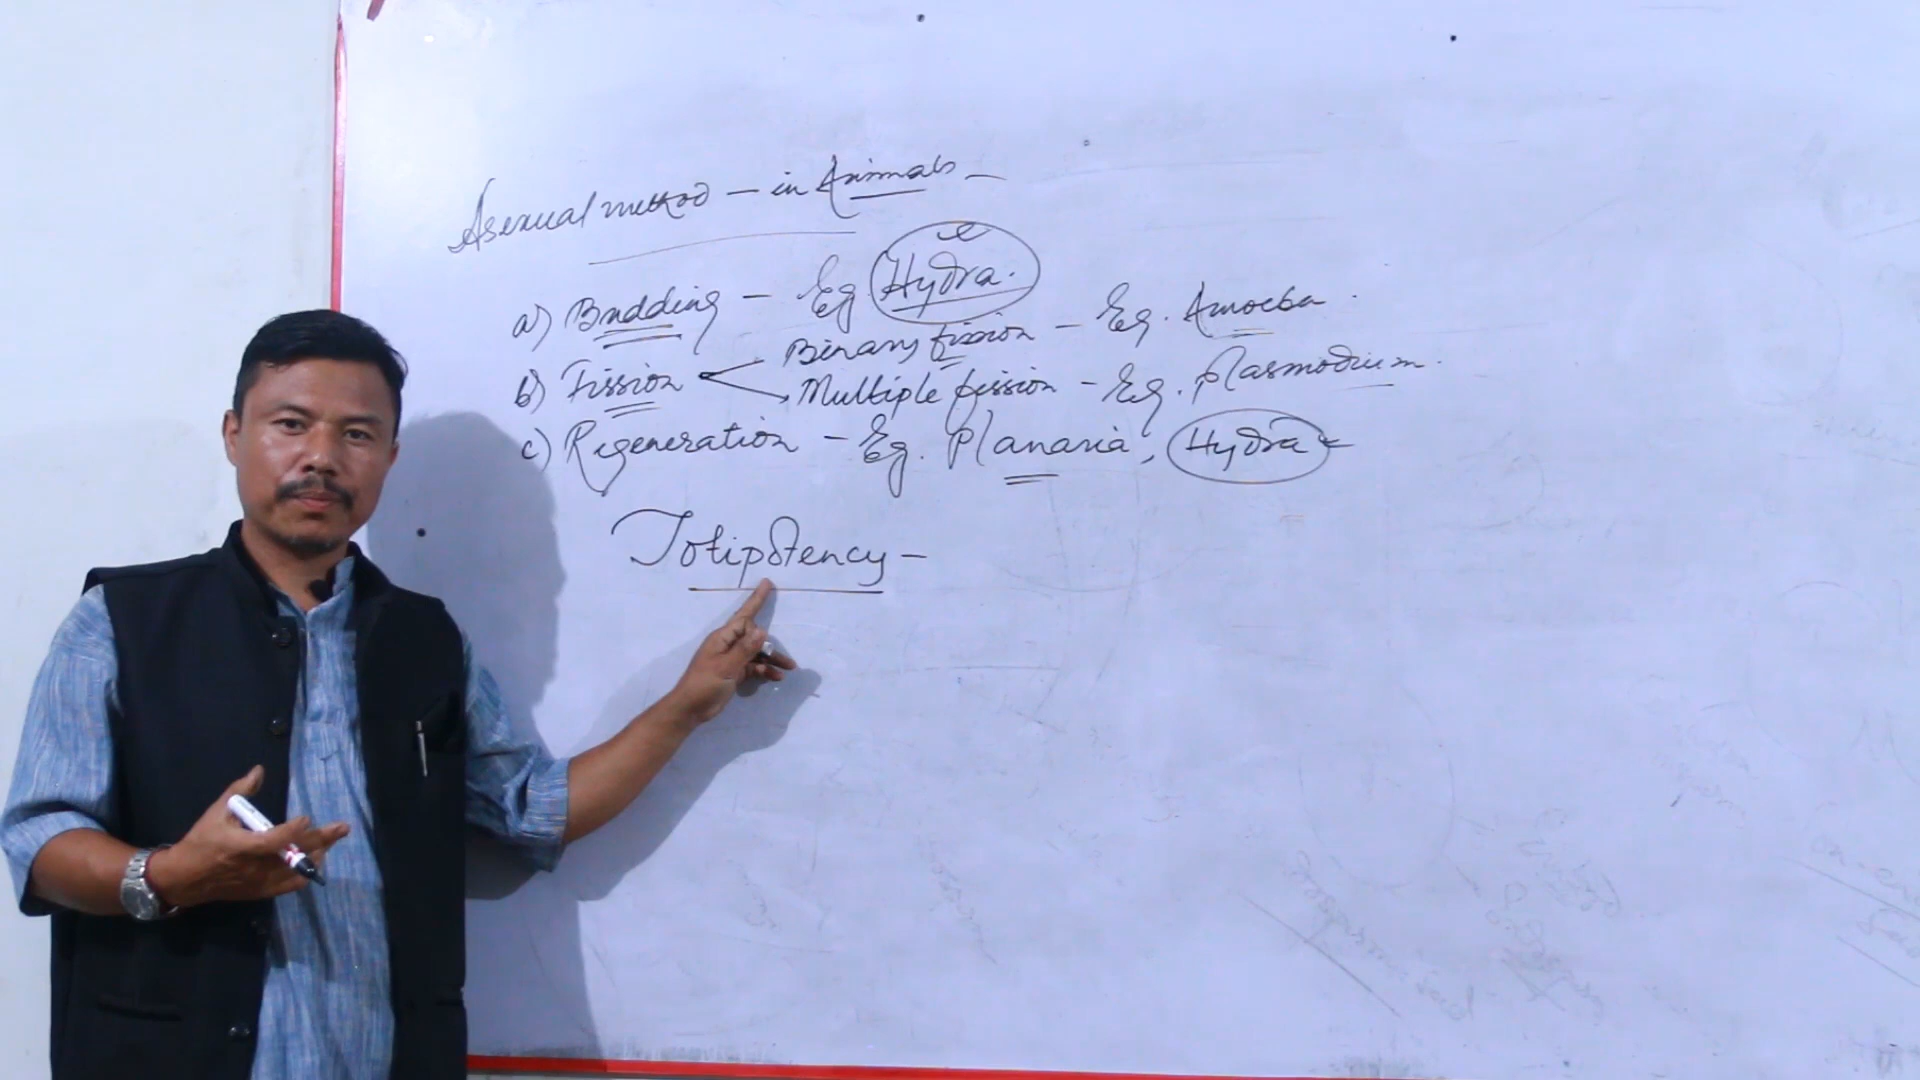 Asexual method - in Animals -
a) Budding - Eg. Hydra.
b) Fission Binary fission - Eg. Amoeba.
Multiple fission - Eg. Plasmodium.
c) Regeneration - Eg. Planaria, Hydra
Totipotency -